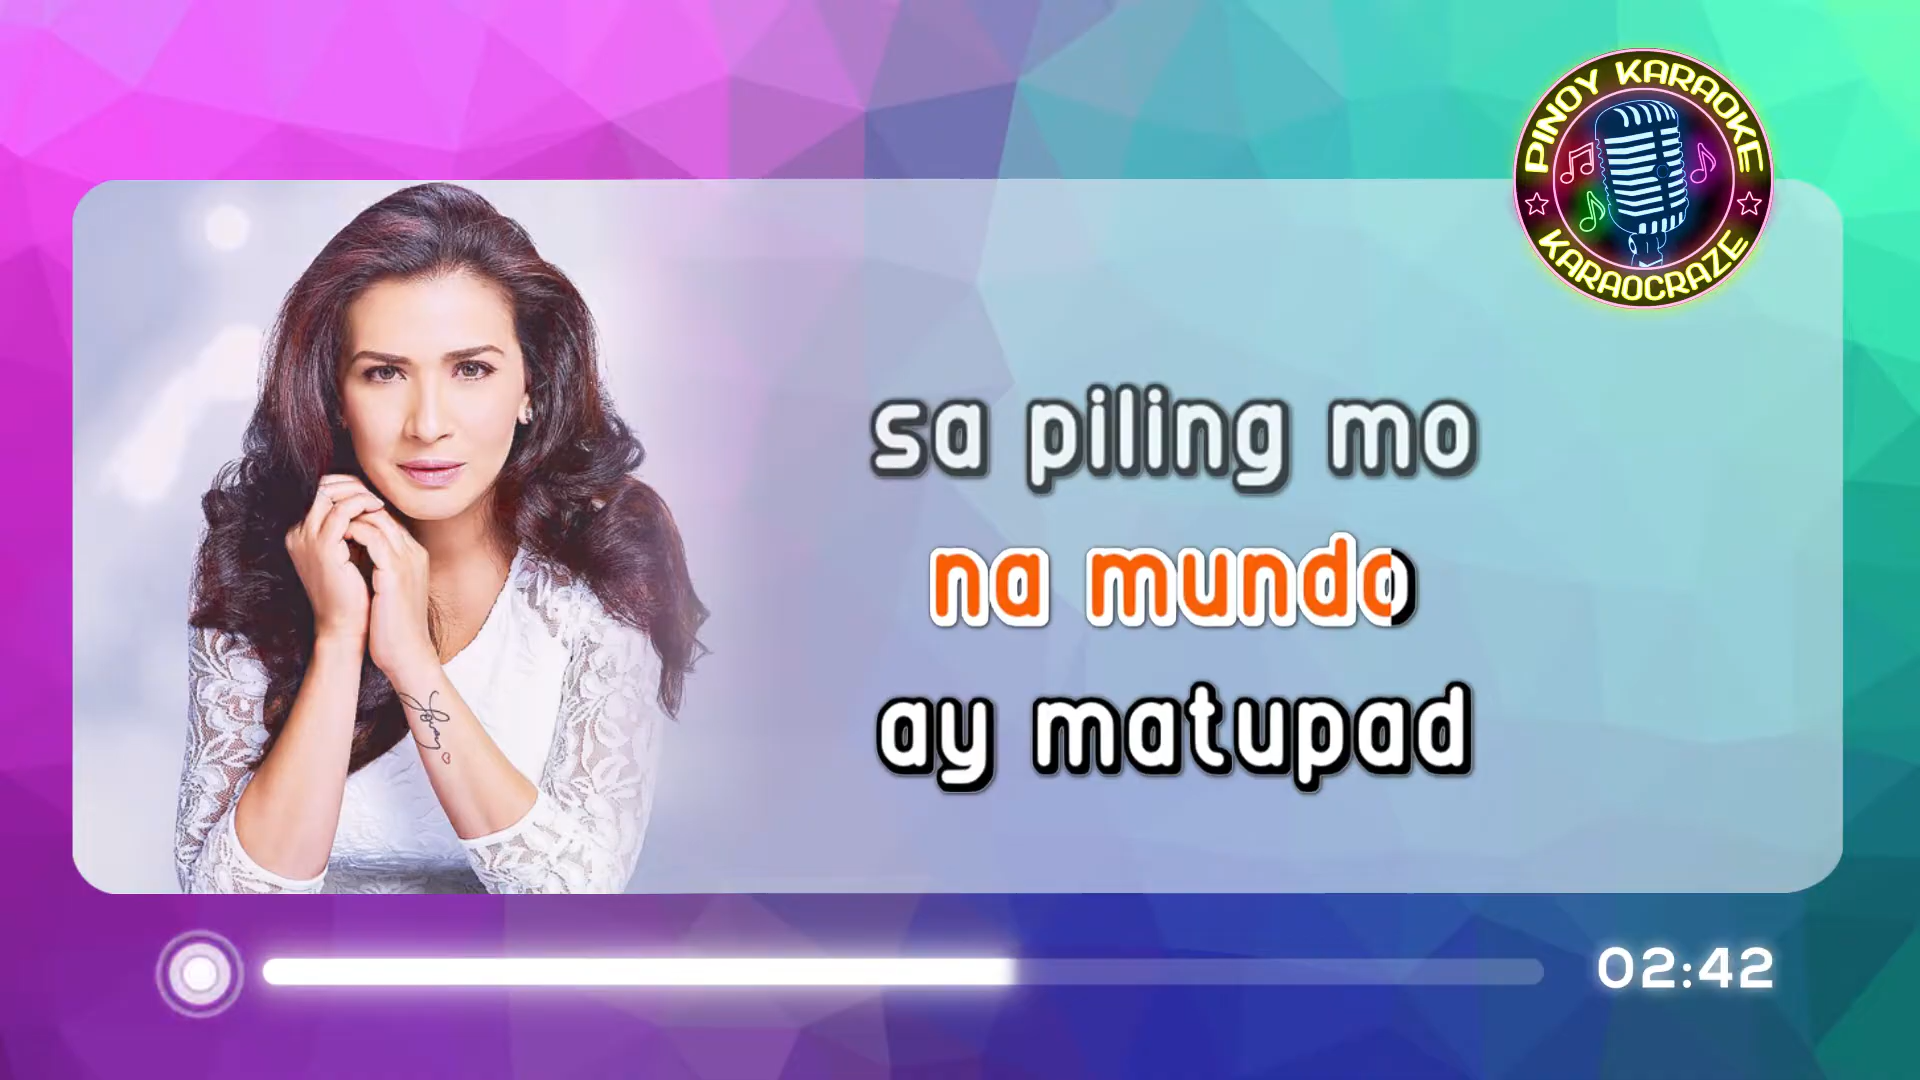 PINOY KARAOKE
KARAOCRAZE
sa piling mo
na mundo
ay matupad
02:42